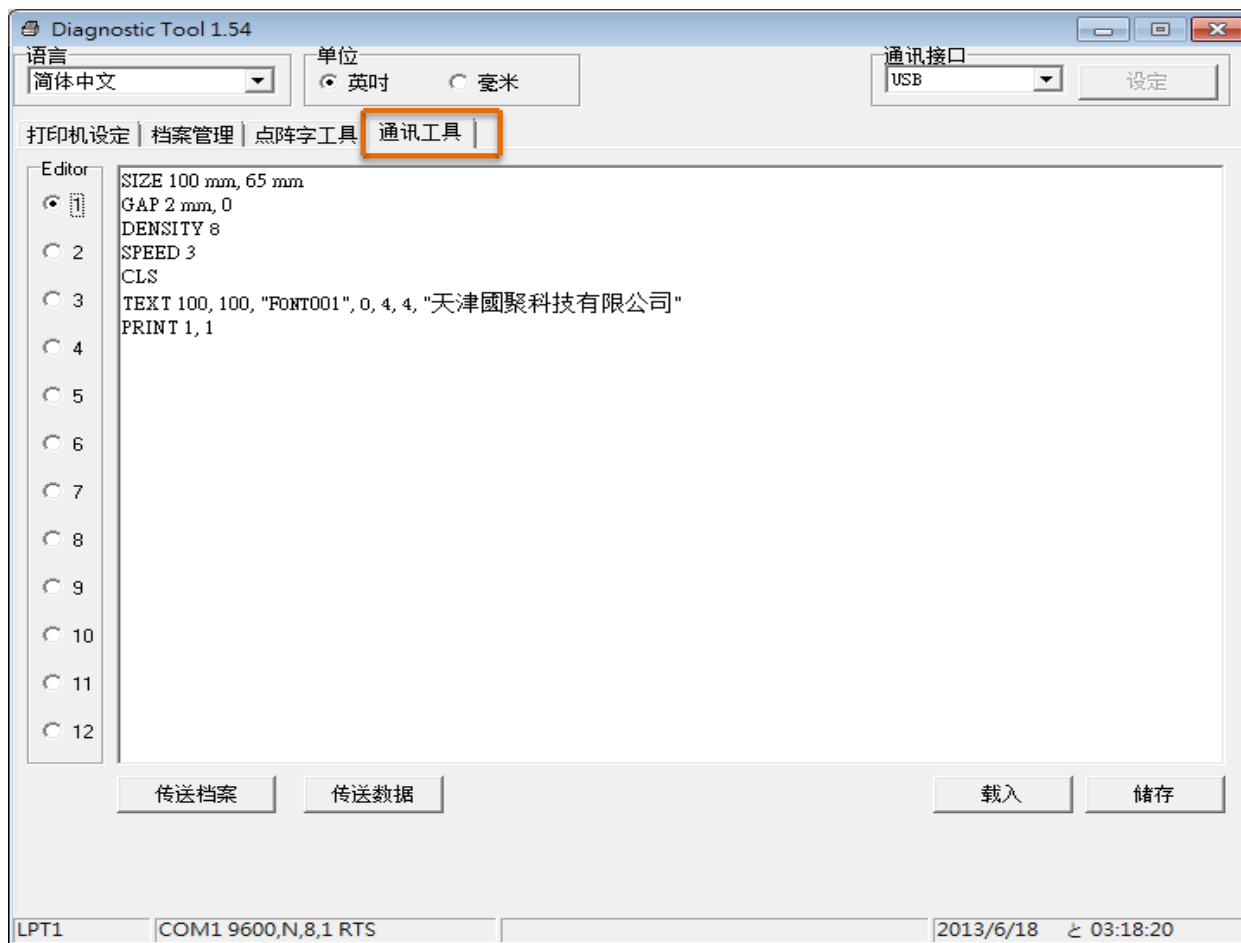 Diagnostic Tool 1.54
语言
单位
通讯接口
简体中文
英吋
毫米
USB
设定
打印机设定
档案管理
点阵字工具
通讯工具
Editor
1
2
3
4
5
6
7
8
9
10
11
12
SIZE 100 mm, 65 mm
GAP 2 mm, 0
DENSITY 8
SPEED 3
CLS
TEXT 100, 100, "FONT001", 0, 4, 4, "天津國聚科技有限公司"
PRINT 1, 1
传送档案
传送数据
载入
储存
LPT1
COM1 9600,N,8,1 RTS
2013/6/18 と 03:18:20